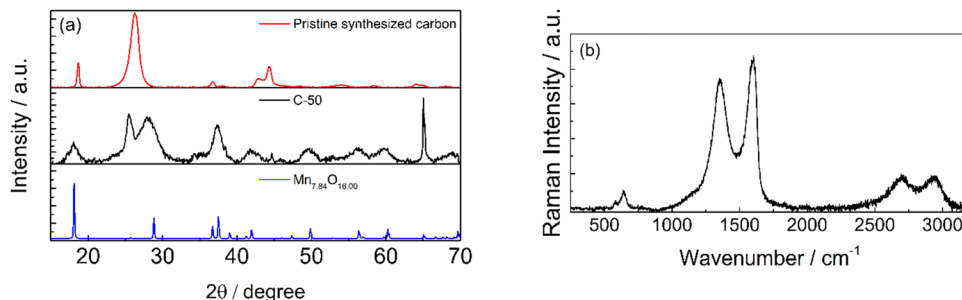 (a)
Pristine synthesized carbon
C-50
Mn7.84O16.00
Intensity / a.u.
20 30 40 50 60 70
2θ / degree
(b)
Raman Intensity / a.u.
500 1000 1500 2000 2500 3000
Wavenumber / cm-1